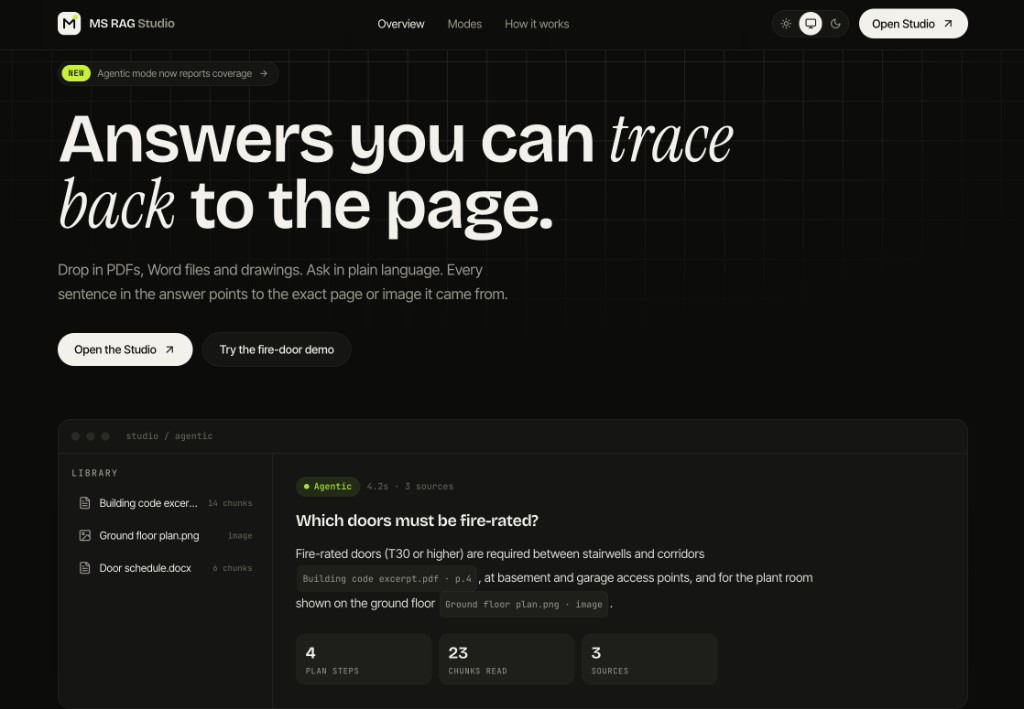 MS RAG Studio
Overview
Modes
How it works
Open Studio
NEW Agentic mode now reports coverage →
Answers you can trace
back to the page.
Drop in PDFs, Word files and drawings. Ask in plain language. Every
sentence in the answer points to the exact page or image it came from.
Open the Studio
Try the fire-door demo
studio / agentic
LIBRARY
Building code excer... 14 chunks
Ground floor plan.png image
Door schedule.docx 6 chunks
Agentic 4.2s · 3 sources
Which doors must be fire-rated?
Fire-rated doors (T30 or higher) are required between stairwells and corridors
Building code excerpt.pdf · p.4 , at basement and garage access points, and for the plant room
shown on the ground floor Ground floor plan.png · image .
4
PLAN STEPS
23
CHUNKS READ
3
SOURCES